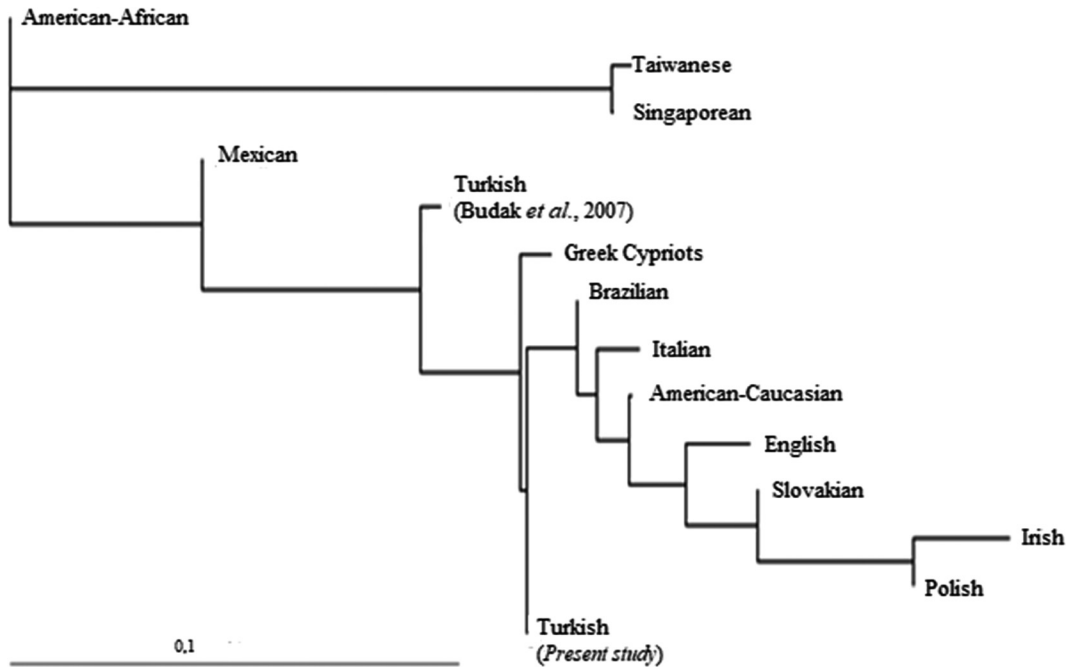 American-African
Taiwanese
Singaporean
Mexican
Turkish
(Budak et al., 2007)
Greek Cypriots
Brazilian
Italian
American-Caucasian
English
Slovakian
Irish
Polish
Turkish
(Present study)
0,1